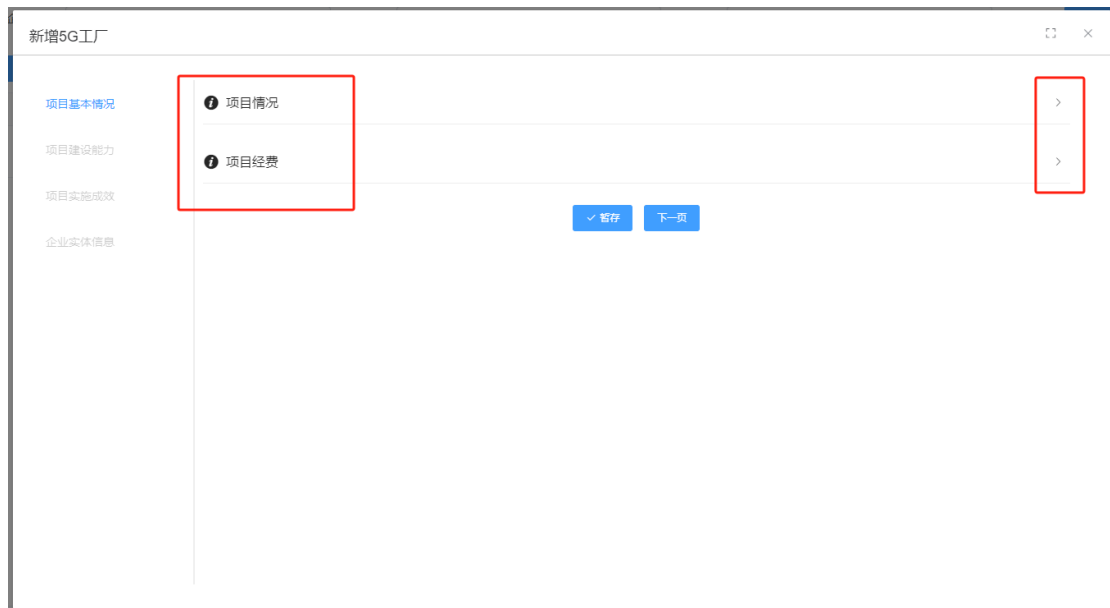 新增5G工厂
项目基本情况
项目建设能力
项目实施成效
企业实体信息
项目情况
项目经费
暂存
下一页